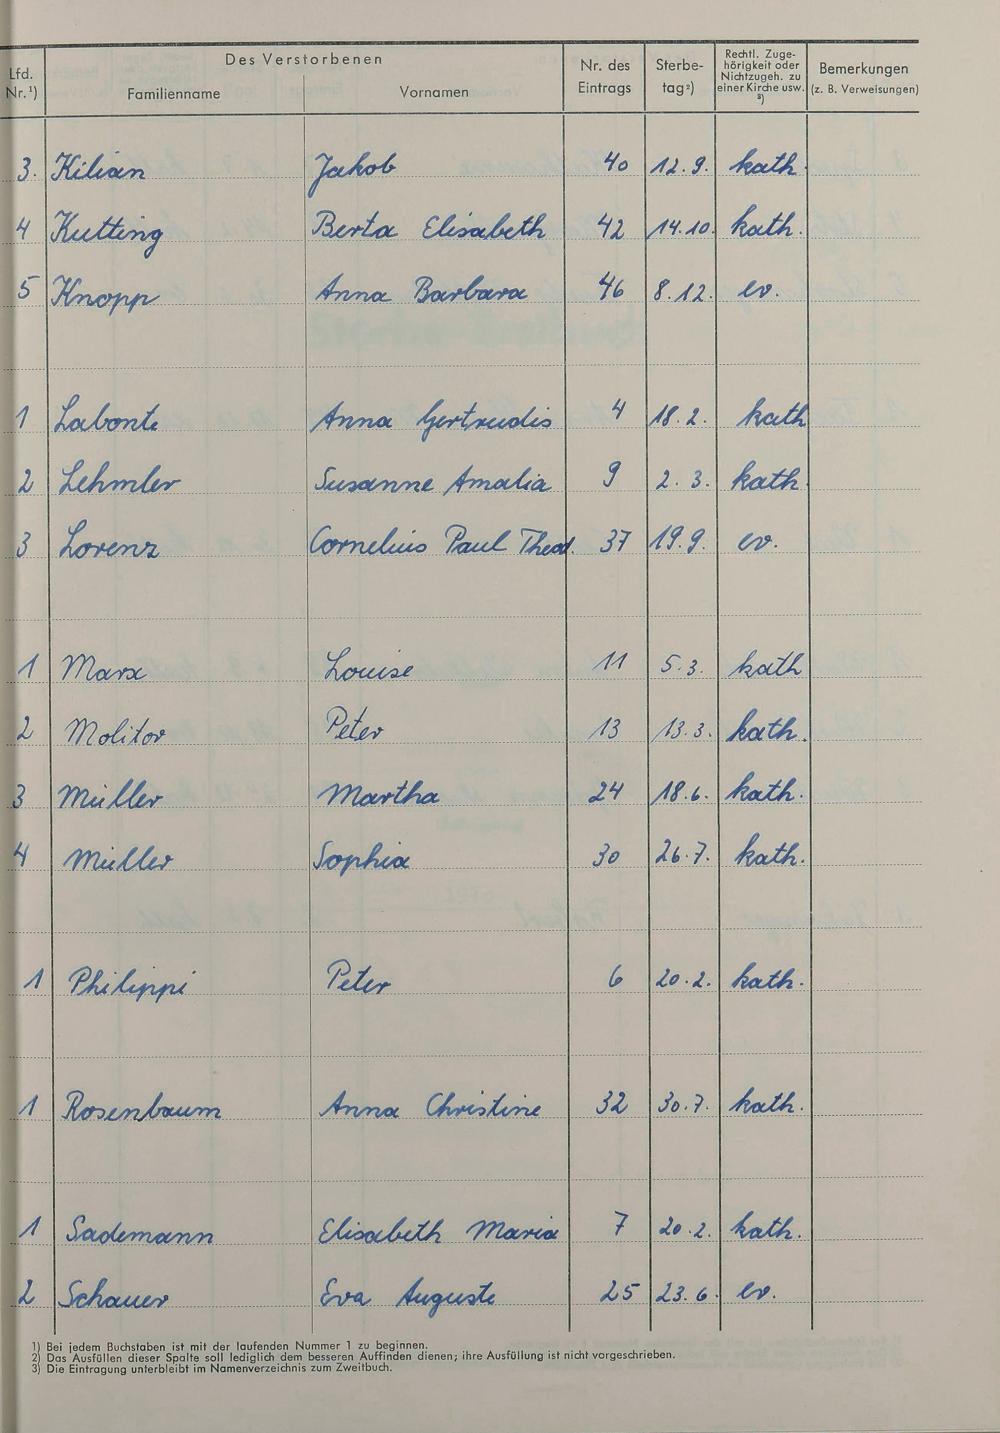 Lfd. Nr.¹) Des Verstorbenen Nr. des Eintrags Sterbetag²) Rechtl. Zugehörigkeit oder Nichtzugeh. zu einer Kirche usw. ³) Bemerkungen (z. B. Verweisungen)
Familienname Vornamen
3. Kilian Jakob 40 12.9. kath.
4 Kutting Berta Elisabeth 42 14.10. kath.
5 Knopp Anna Barbara 46 8.12. ev.
1 Labonte Anna Gertrudis 4 18.2. kath
2 Lehmler Susanne Amalia 9 2.3. kath.
3 Lorenz Cornelius Paul Theod. 37 19.9. ev.
1 Marx Louise 11 5.3. kath
2 Molitor Peter 13 13.3. kath.
3 Müller Martha 24 18.6. kath.
4 Müller Sophia 30 26.7. kath.
1 Philippi Peter 6 20.2. kath.
1 Rosenbaum Anna Christine 32 30.7. kath.
1 Sademann Elisabeth Maria 7 20.2. kath.
2 Schauer Eva Auguste 25 23.6. ev.
1) Bei jedem Buchstaben ist mit der laufenden Nummer 1 zu beginnen.
2) Das Ausfüllen dieser Spalte soll lediglich dem besseren Auffinden dienen; ihre Ausfüllung ist nicht vorgeschrieben.
3) Die Eintragung unterbleibt im Namenverzeichnis zum Zweitbuch.